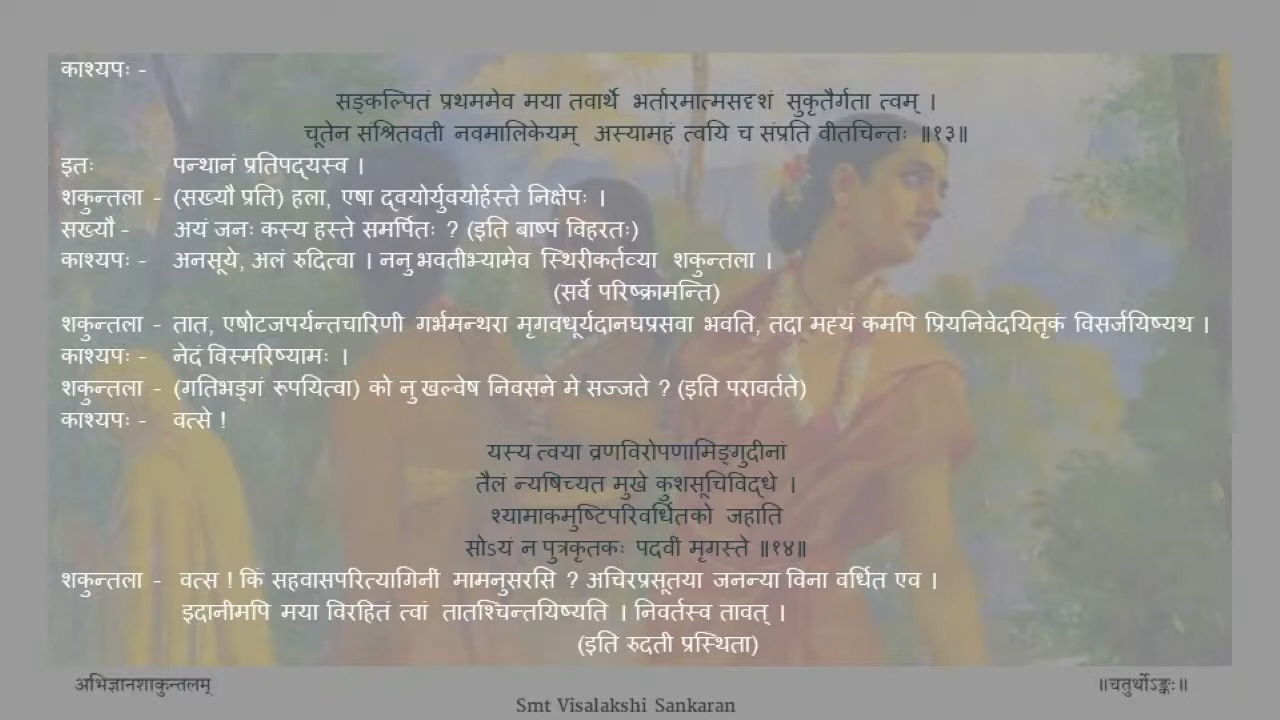 काश्यपः -
सङ्कल्पितं प्रथममेव मया तवार्थे भर्तारमात्मसदृशं सुकृतैर्गता त्वम् ।
चूतेन संश्रितवती नवमालिकेयम् अस्यामहं त्वयि च संप्रति वीतचिन्तः ॥१३॥
इतः पन्थानं प्रतिपद्यस्व ।
शकुन्तला - (सख्यौ प्रति) हला, एषा द्वयोर्युवयोर्हस्ते निक्षेपः ।
सख्यौ - अयं जनः कस्य हस्ते समर्पितः ? (इति बाष्पं विहरतः)
काश्यपः - अनसूये, अलं रुदित्वा । ननु भवतीभ्यामेव स्थिरीकर्तव्या शकुन्तला ।
(सर्वे परिष्क्रामन्ति)
शकुन्तला - तात, एषोटजपर्यन्तचारिणी गर्भमन्थरा मृगवधूर्यदानघप्रसवा भवति, तदा मह्यं कमपि प्रियनिवेदयितृकं विसर्जयिष्यथ ।
काश्यपः - नेदं विस्मरिष्यामः ।
शकुन्तला - (गतिभङ्गं रुपयित्वा) को नु खल्वेष निवसने मे सज्जते ? (इति परावर्तते)
काश्यपः - वत्से !
यस्य त्वया व्रणविरोपणामिङ्गुदीनां
तैलं न्यषिच्यत मुखे कुशसूचिविद्धे ।
श्यामाकमुष्टिपरिवर्धितको जहाति
सोऽयं न पुत्रकृतकः पदवीं मृगस्ते ॥१४॥
शकुन्तला - वत्स ! किं सहवासपरित्यागिनीं मामनुसरसि ? अचिरप्रसूतया जनन्या विना वर्धित एव ।
इदानीमपि मया विरहितं त्वां तातश्चिन्तयिष्यति । निवर्तस्व तावत् ।
(इति रुदती प्रस्थिता)
अभिज्ञानशाकुन्तलम् ॥चतुर्थोऽङ्कः॥
Smt Visalakshi Sankaran